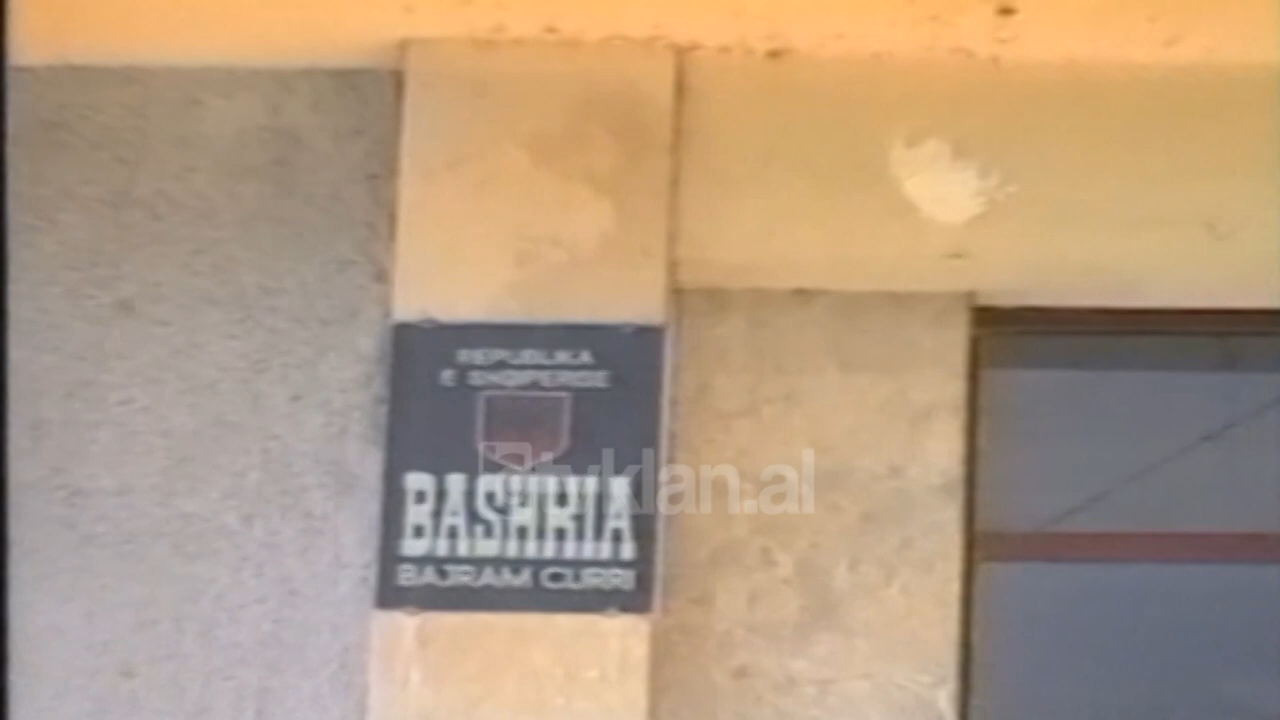 REPUBLIKA
E SHQIPERISE
tvklan.al
BASHKIA
BAJRAM CURRI